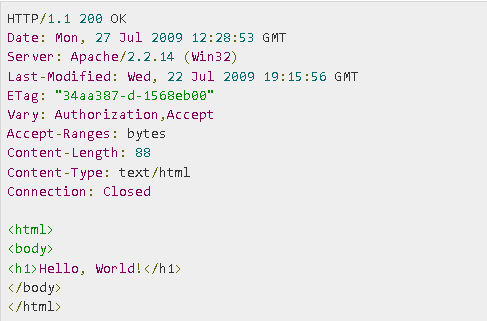 HTTP/1.1 200 OK
Date: Mon, 27 Jul 2009 12:28:53 GMT
Server: Apache/2.2.14 (Win32)
Last-Modified: Wed, 22 Jul 2009 19:15:56 GMT
ETag: "34aa387-d-1568eb00"
Vary: Authorization,Accept
Accept-Ranges: bytes
Content-Length: 88
Content-Type: text/html
Connection: Closed

<html>
<body>
<h1>Hello, World!</h1>
</body>
</html>